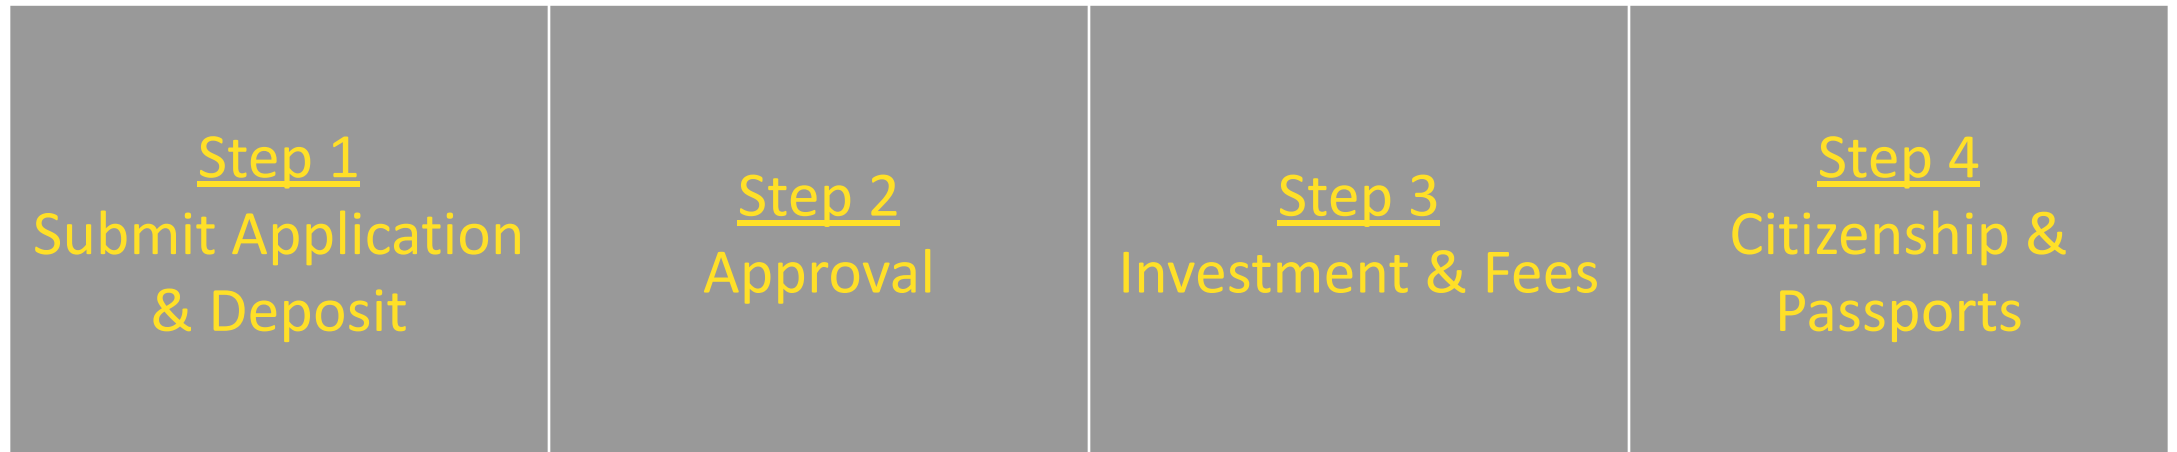 Step 1
Submit Application
& Deposit
Step 2
Approval
Step 3
Investment & Fees
Step 4
Citizenship &
Passports